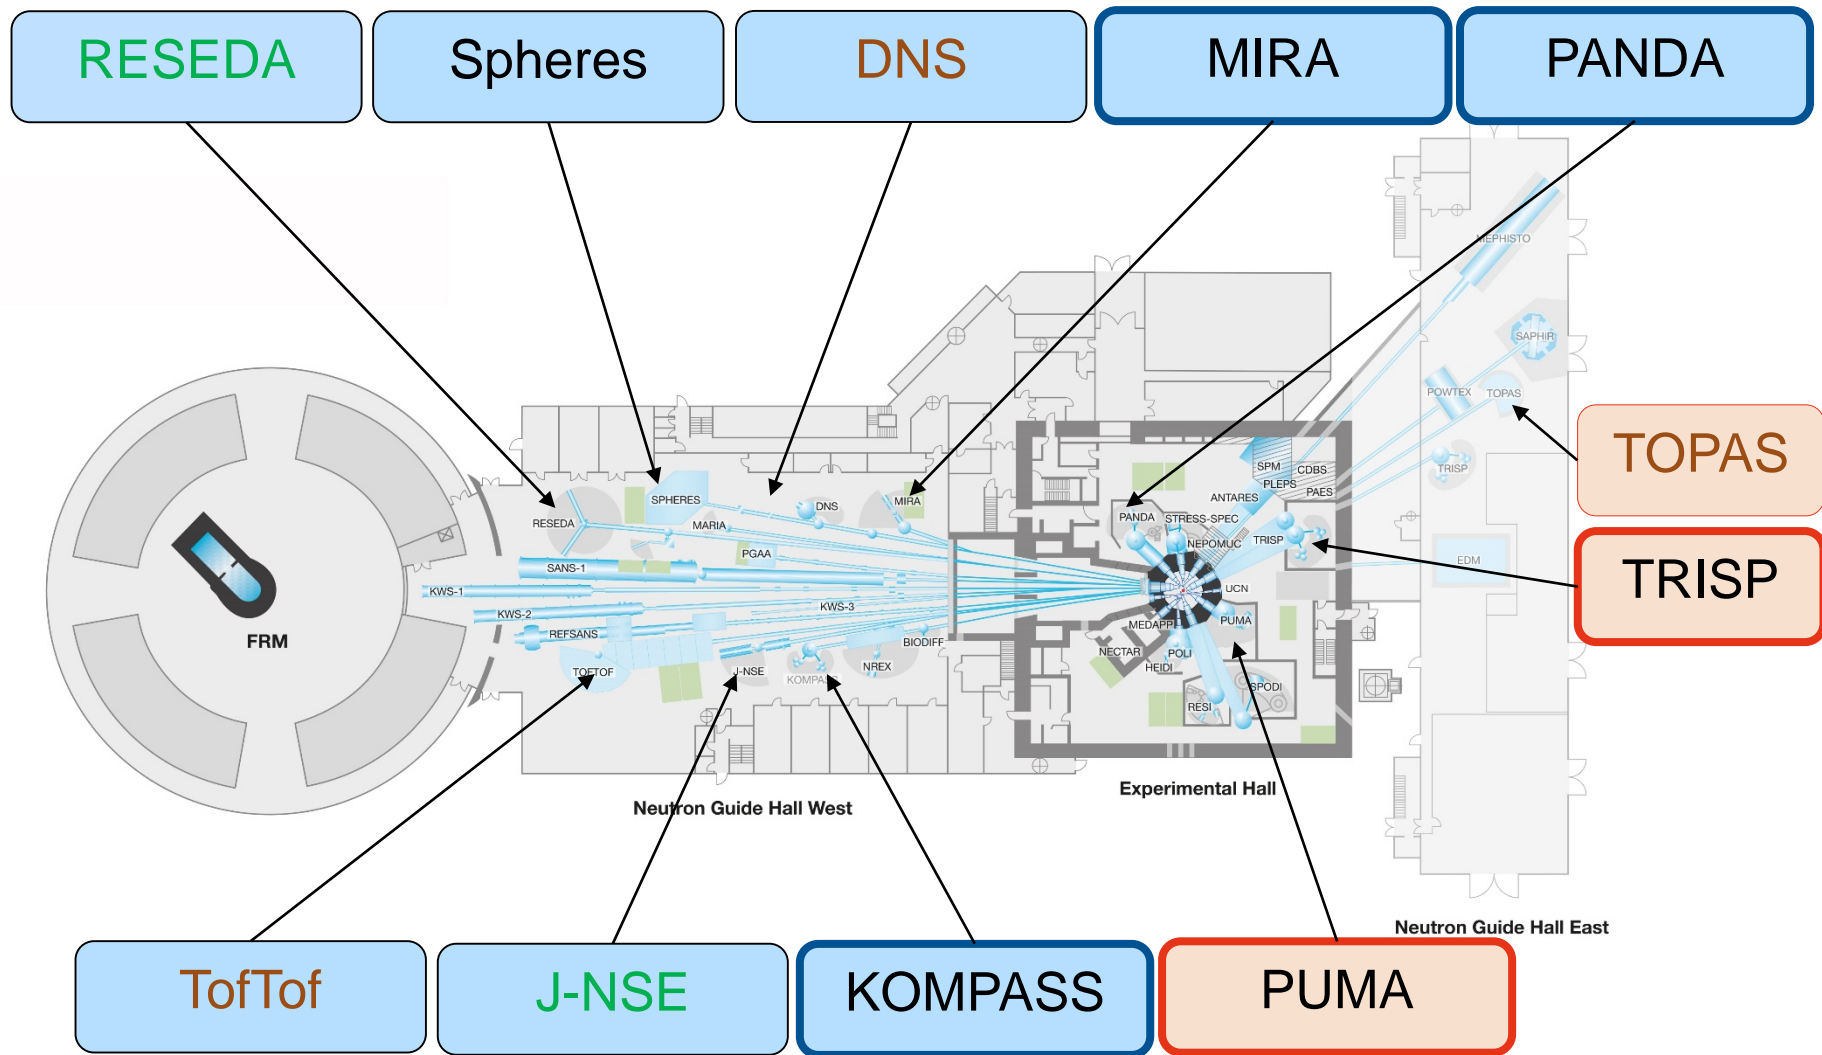 RESEDA
Spheres
DNS
MIRA
PANDA
MEPHISTO
SAPHIR
POWTEX
TOPAS
TOPAS
TRISP
SPM
CDBS
PLEPS
PAES
ANTARES
SPHERES
MIRA
DNS
RESEDA
MARIA
PANDA
STRESS-SPEC
TRISP
NEPOMUC
PGAA
SANS-1
EDM
TRISP
KWS-1
UCN
KWS-2
KWS-3
MEDAPP
PUMA
REFSANS
BIODIFF
FRM
NECTAR
POLI
HEIDI
NREX
TOFTOF
J-NSE
KOMPASS
SPODI
RESI
Experimental Hall
Neutron Guide Hall West
Neutron Guide Hall East
TofTof
J-NSE
KOMPASS
PUMA